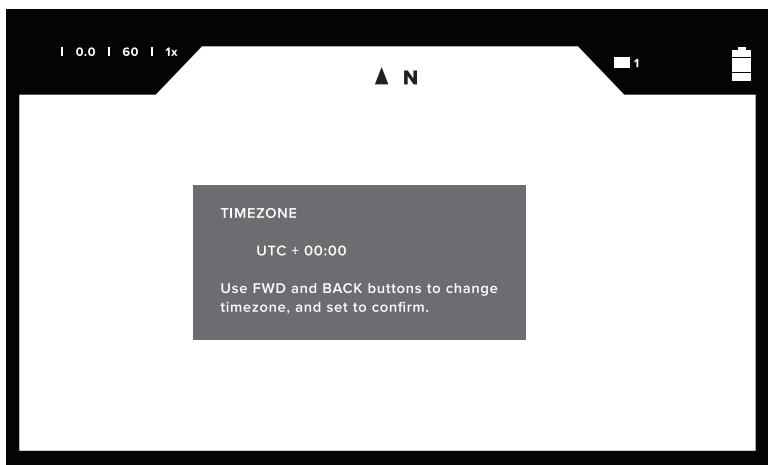 | 0.0 | 60 | 1x
1
N
TIMEZONE
UTC + 00:00
Use FWD and BACK buttons to change
timezone, and set to confirm.